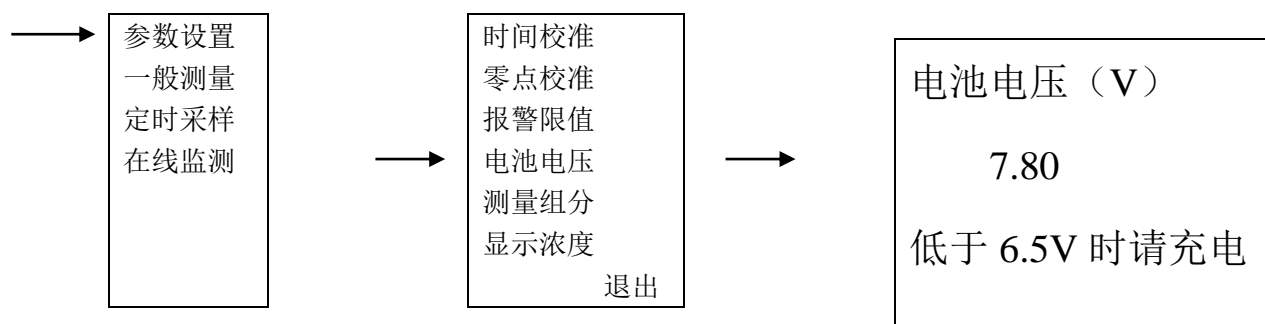 参数设置
一般测量
定时采样
在线监测
时间校准
零点校准
报警限值
电池电压
测量组分
显示浓度
退出
电池电压（V）
7.80
低于 6.5V 时请充电